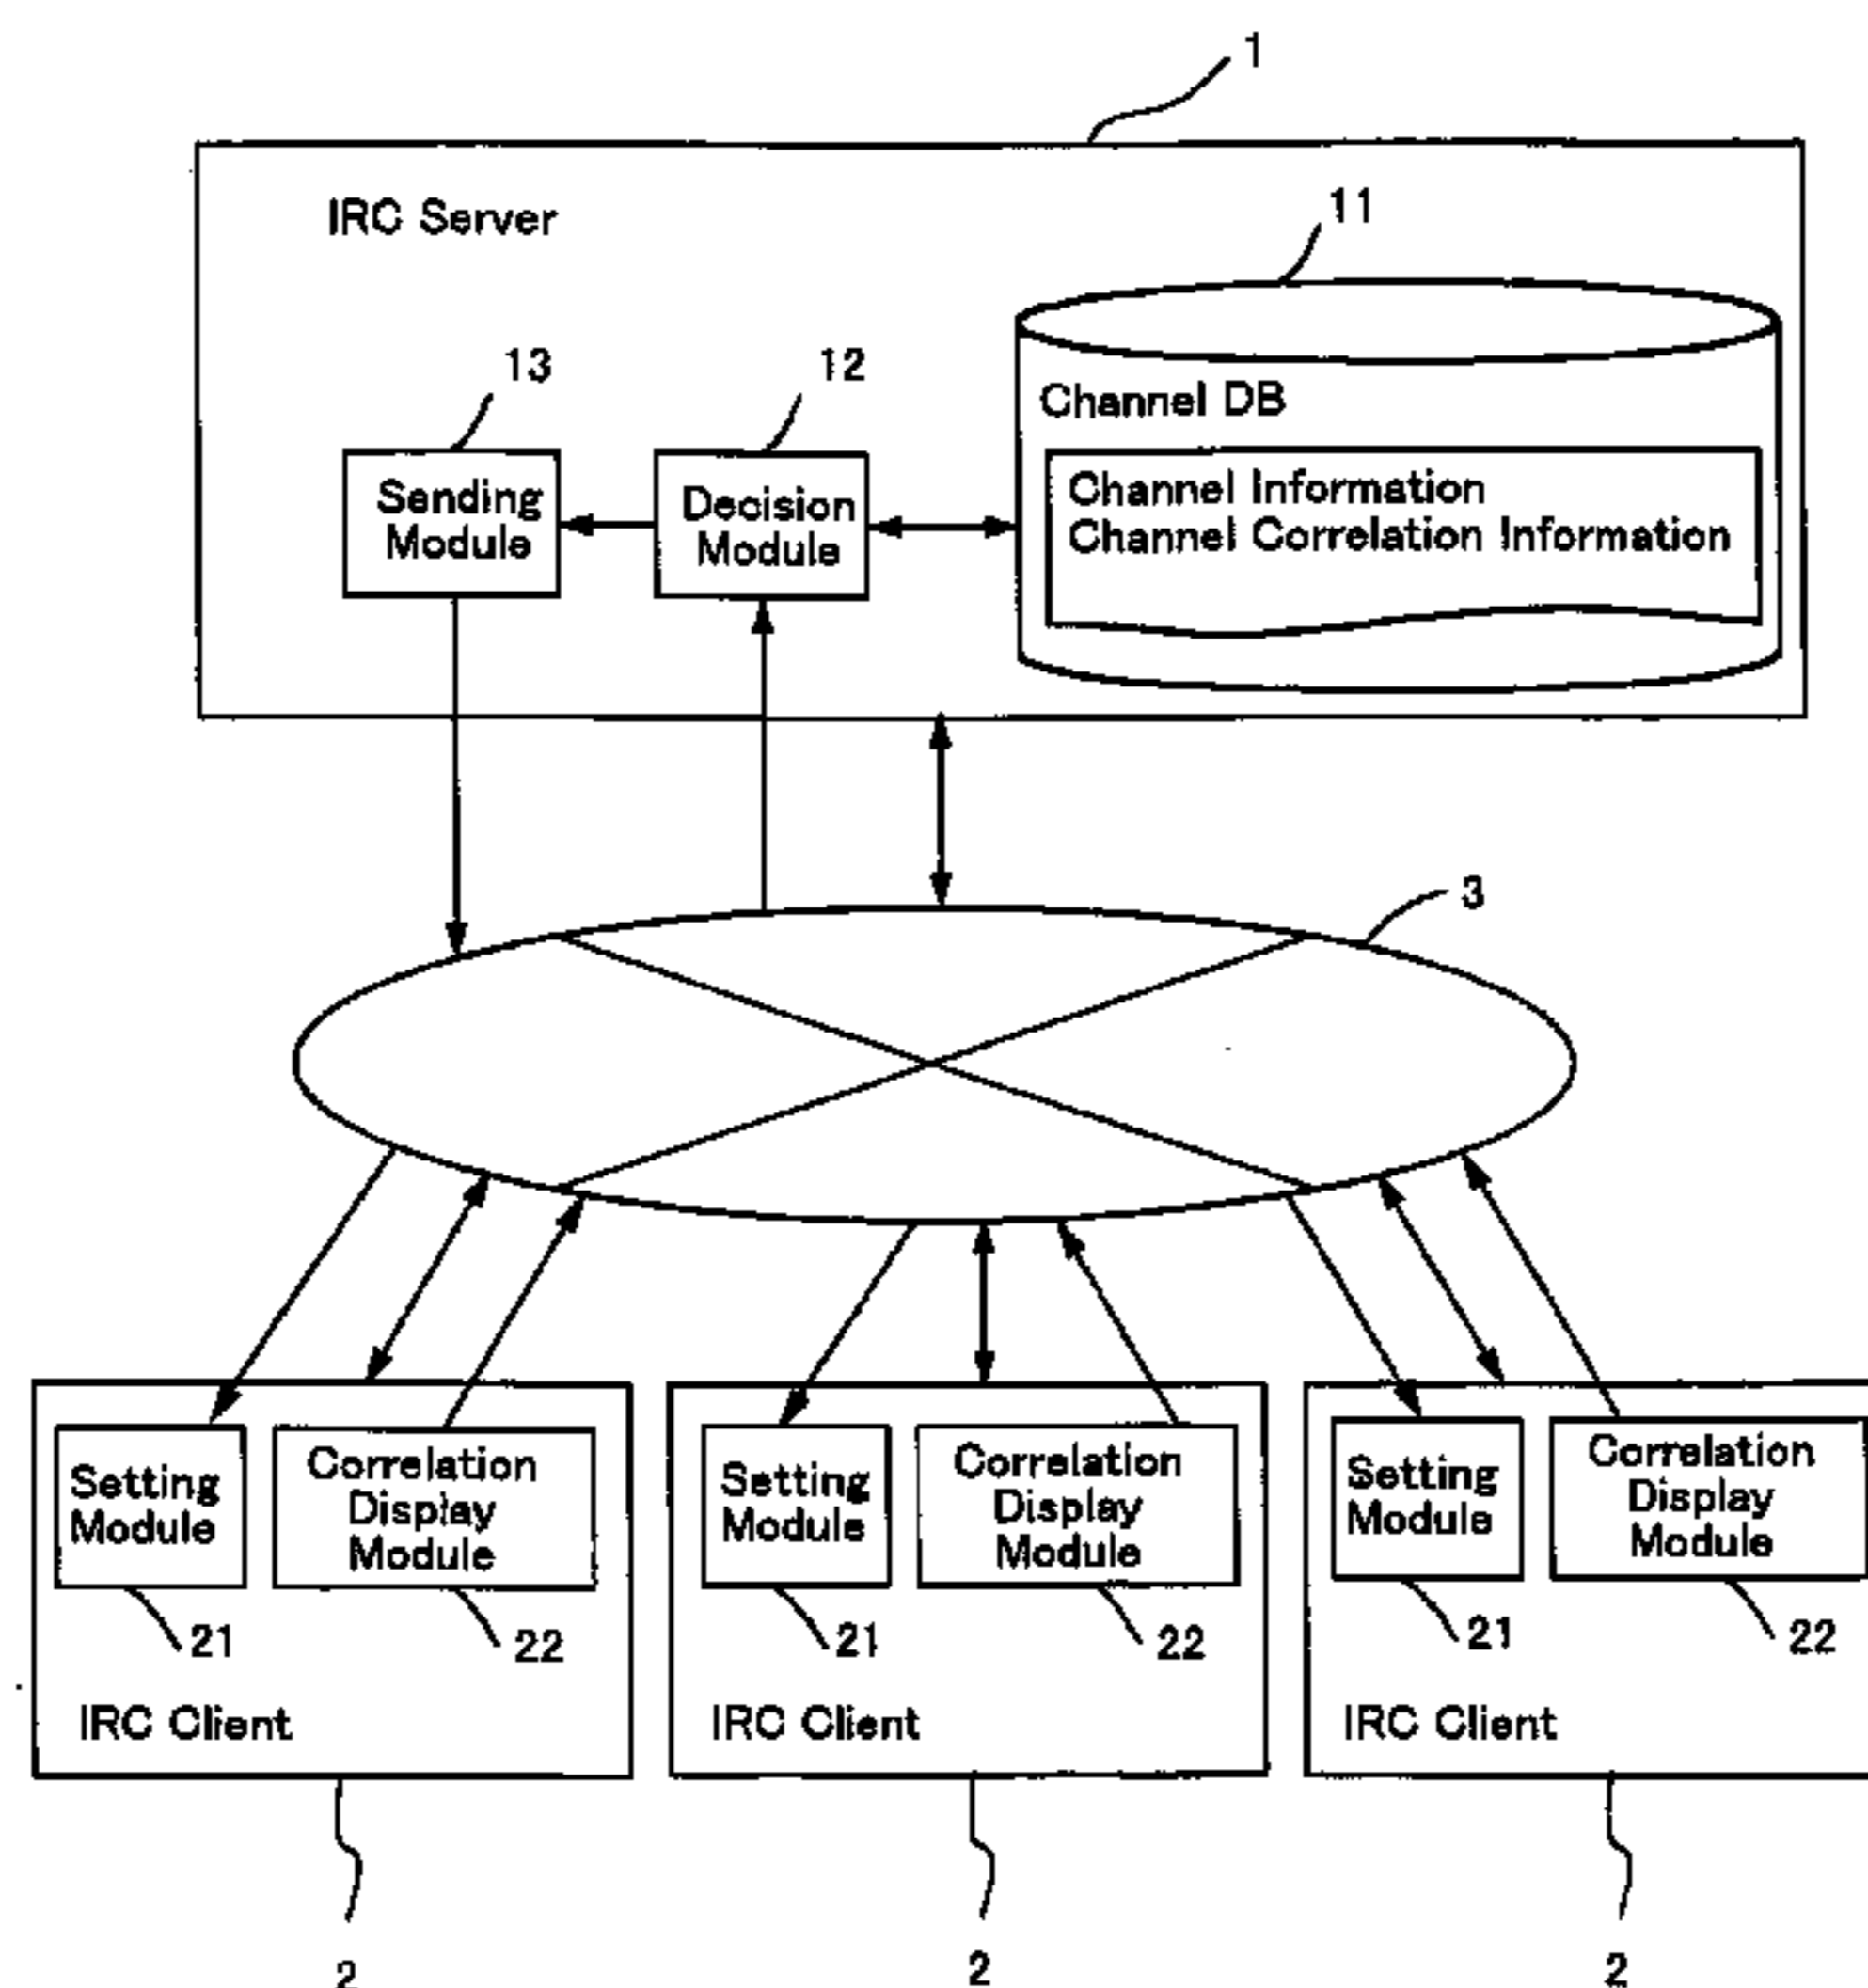 1
IRC Server
11
13
12
Channel DB
Sending
Module
Decision
Module
Channel Information
Channel Correlation Information
3
Setting
Module
Correlation
Display
Module
21
22
IRC Client
2
Setting
Module
Correlation
Display
Module
21
22
IRC Client
2
Setting
Module
Correlation
Display
Module
21
22
IRC Client
2